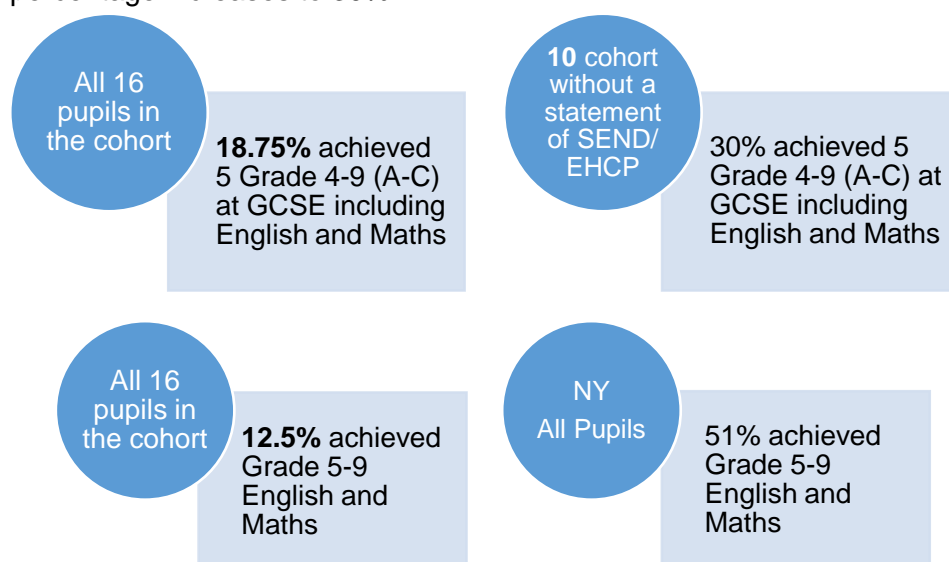 percentage increases to
All 16
pupils in
the cohort
18.75% achieved
5 Grade 4-9 (A-C)
at GCSE including
English and Maths
10 cohort
without a
statement
of SEND/
EHCP
30% achieved 5
Grade 4-9 (A-C) at
GCSE including
English and Maths
All 16
pupils in
the cohort
12.5% achieved
Grade 5-9
English and
Maths
NY
All Pupils
51% achieved
Grade 5-9
English and
Maths